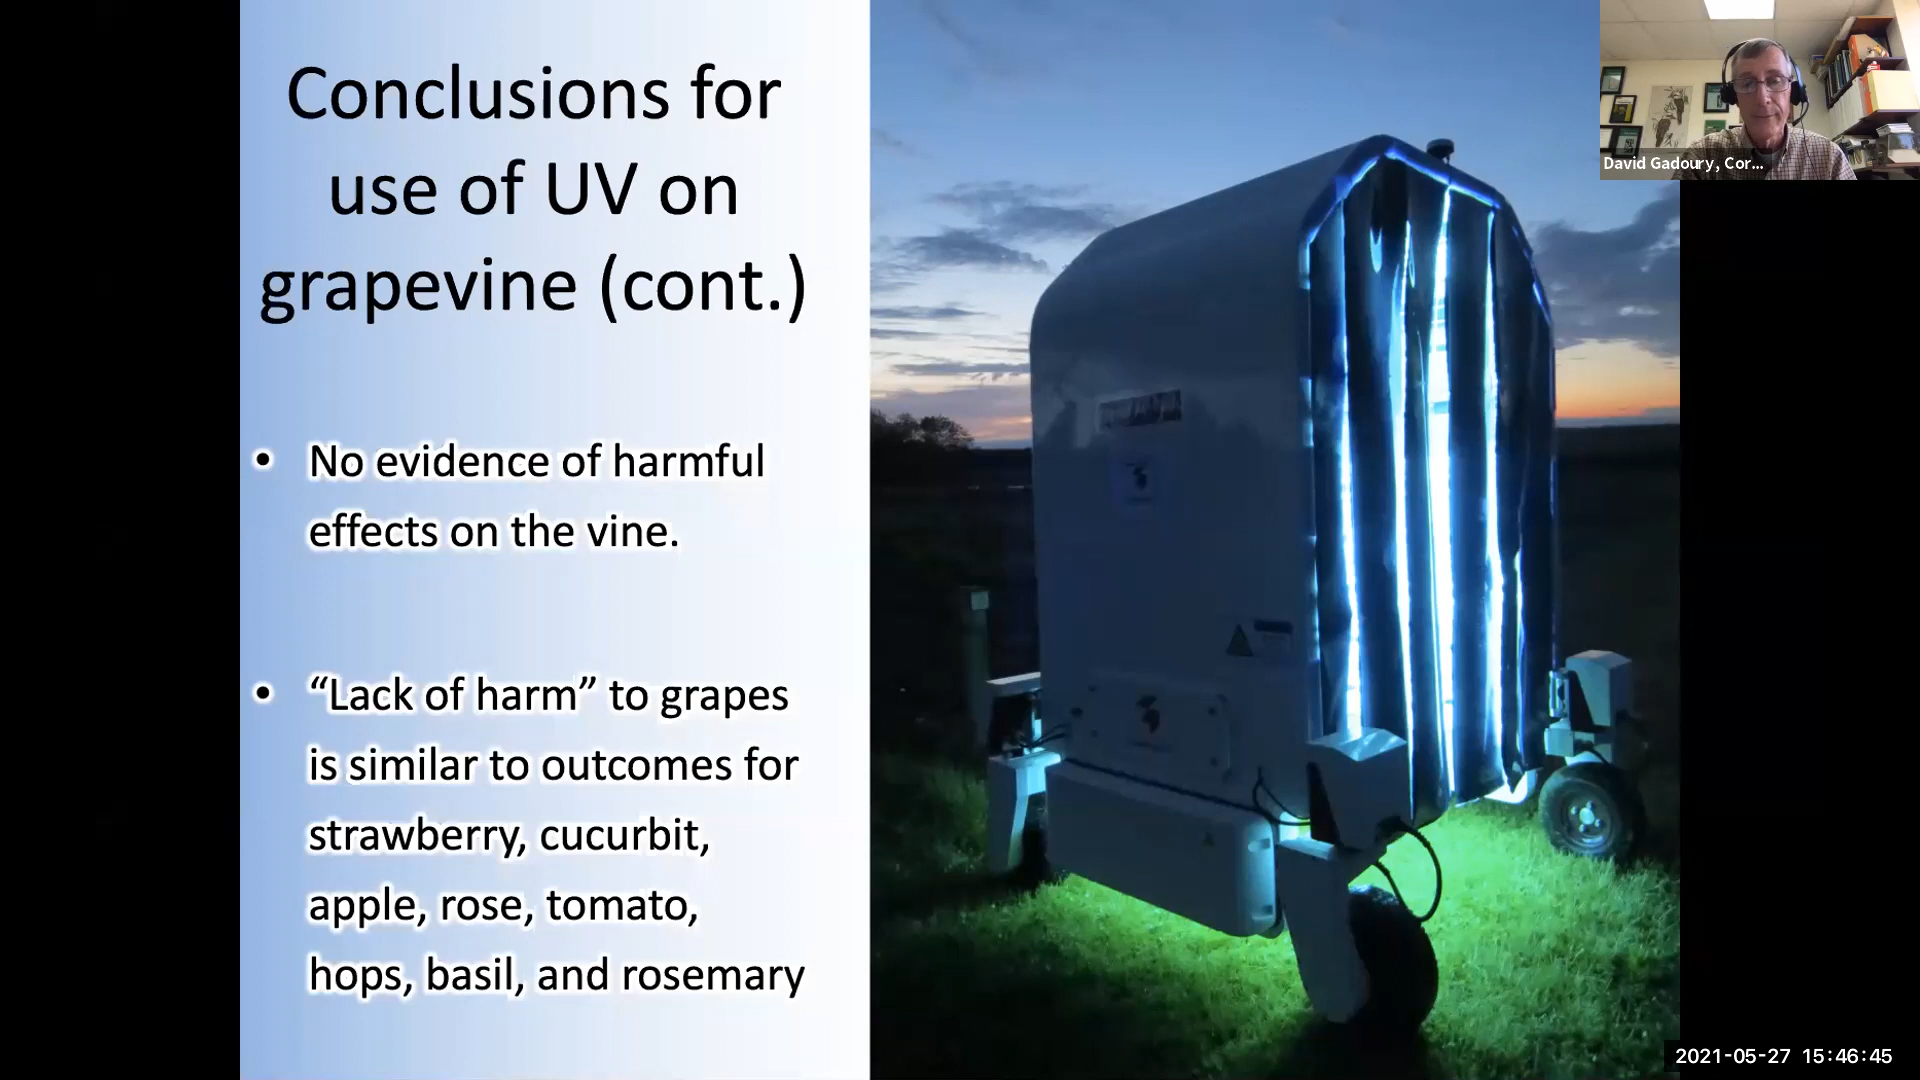 Conclusions for
use of UV on
grapevine (cont.)
• No evidence of harmful
effects on the vine.
• “Lack of harm” to grapes
is similar to outcomes for
strawberry, cucurbit,
apple, rose, tomato,
hops, basil, and rosemary
David Gadoury, Cor...
2021-05-27 15:46:45